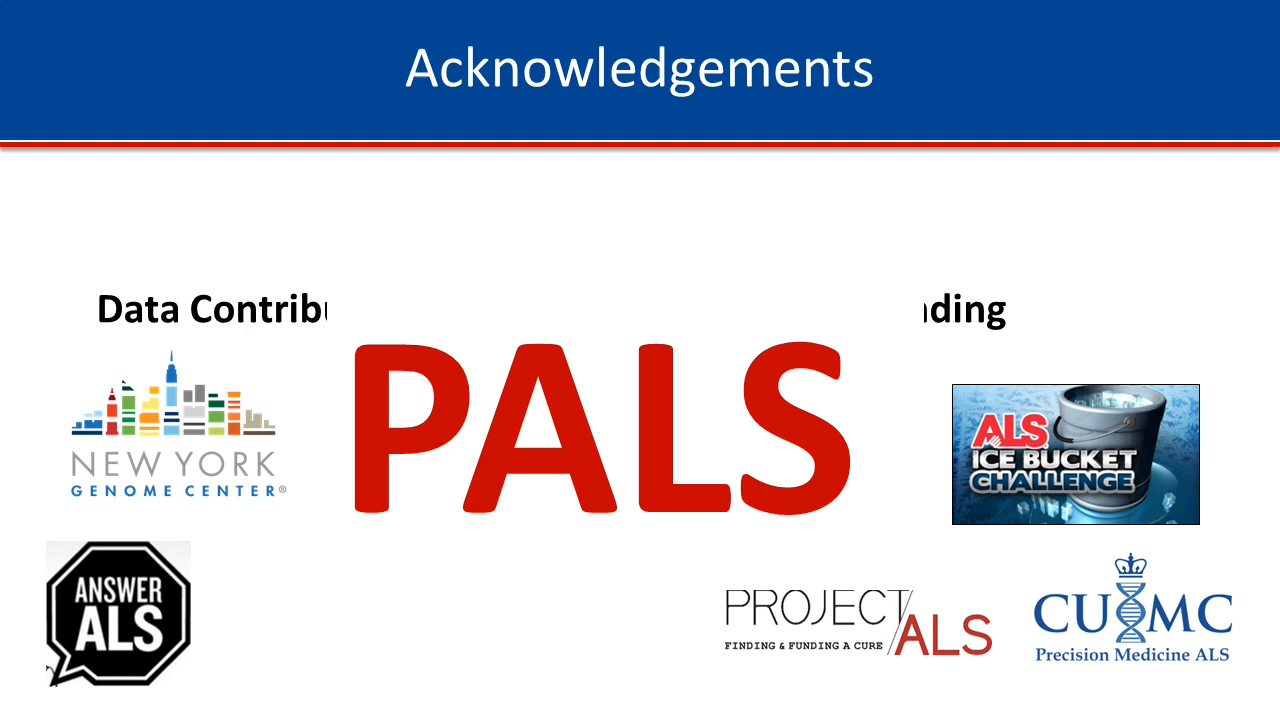 Acknowledgements
Data Contribu
ding
PALS
NEW YORK
GENOME CENTER®
ALS
ICE BUCKET
CHALLENGE
ANSWER
ALS
PROJECT
ALS
FINDING & FUNDING A CURE
CUMC
Precision Medicine ALS